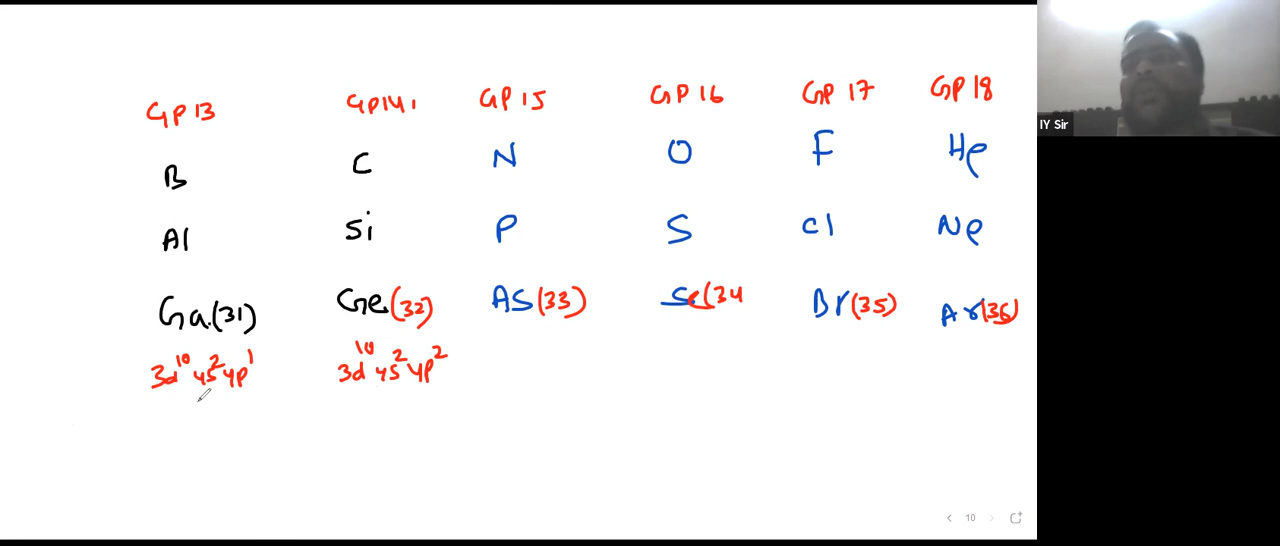 GP 13 GP 14 GP 15 GP 16 GP 17 GP 18
B C N O F He
Al Si P S Cl Ne
Ga (31) Ge (32) As (33) Se (34 Br (35) Ar (36)
3d¹⁰ 4s² 4p¹ 3d¹⁰ 4s² 4p²
IY Sir
10